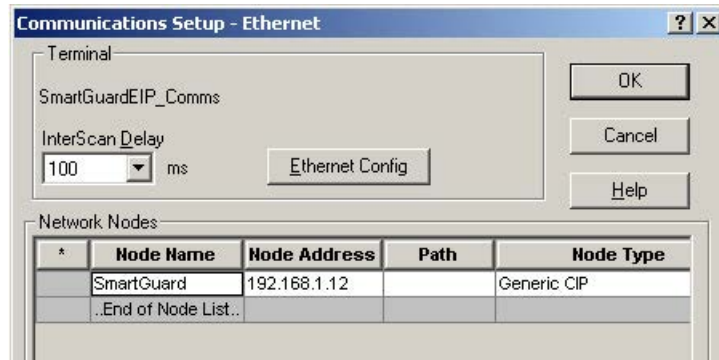 Communications Setup - Ethernet
Terminal
OK
SmartGuardEIP_Comms
InterScan Delay
Cancel
100 ms Ethernet Config
Help
Network Nodes
* Node Name Node Address Path Node Type
SmartGuard 192.168.1.12 Generic CIP
..End of Node List..